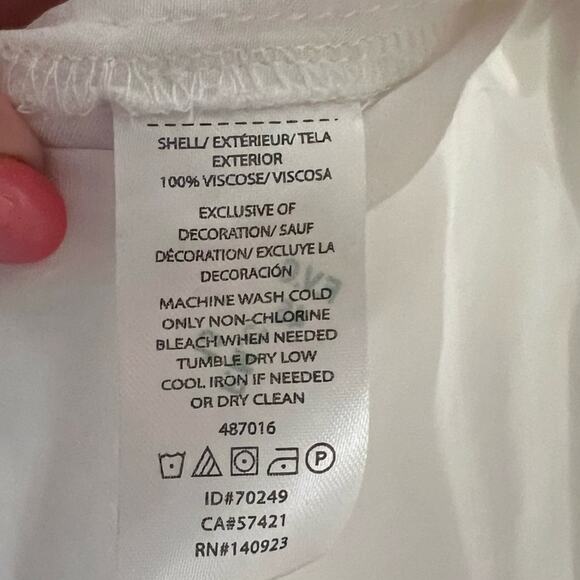 SHELL/ EXTÉRIEUR/ TELA
EXTERIOR
100% VISCOSE/ VISCOSA
EXCLUSIVE OF
DECORATION/ SAUF
DÉCORATION/ EXCLUYE LA
DECORACIÓN
MACHINE WASH COLD
ONLY NON-CHLORINE
BLEACH WHEN NEEDED
TUMBLE DRY LOW
COOL IRON IF NEEDED
OR DRY CLEAN
487016
P
ID#70249
CA#57421
RN#140923